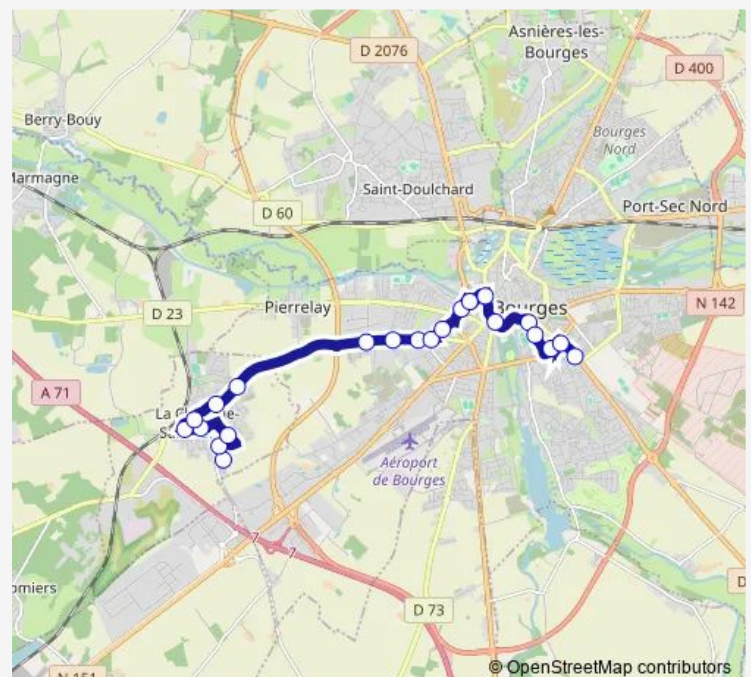 Asnières-les-
Bourges
D 2076
D 400
Berry-Bouy
Bourges
Nord
Marmagne
Saint-Doulchard
D 60
Port-Sec Nord
Pierrelay
D 23
Bourges
N 142
A 71
La
Aéroport
de Bourges
7
7
D 73
D
© OpenStreetMap contributors